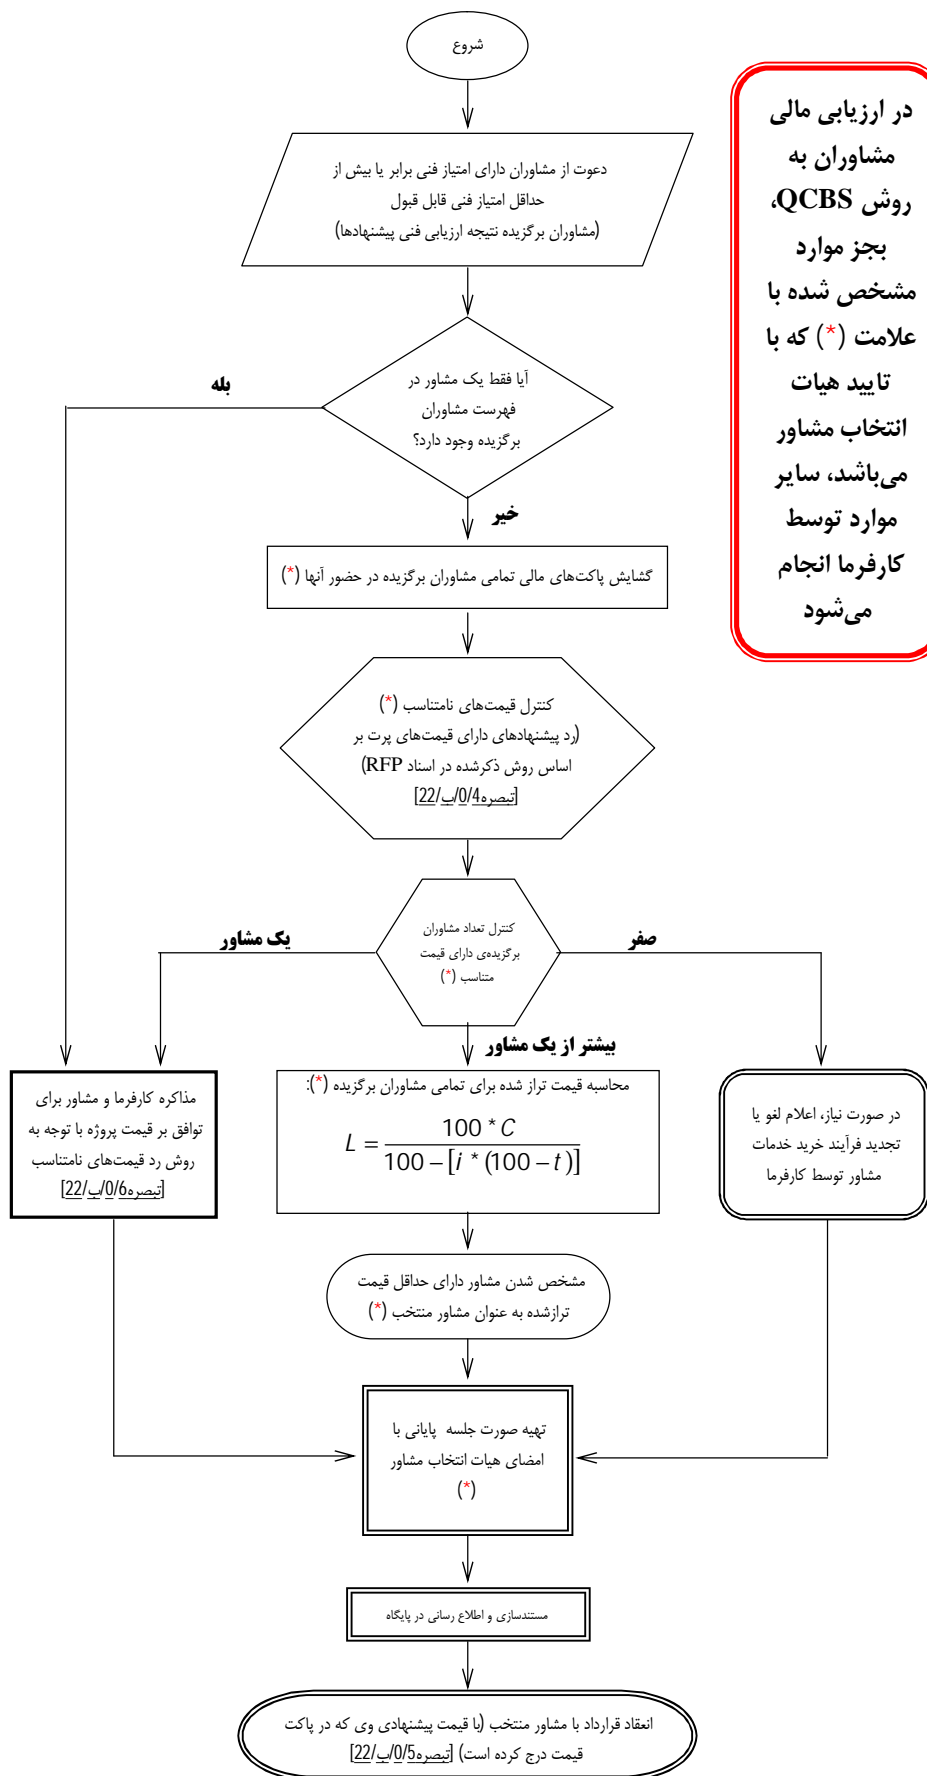 شروع
دعوت از مشاوران دارای امتیاز فنی برابر یا بیش از
حداقل امتیاز فنی قابل قبول
(مشاوران برگزیده نتیجه ارزیابی فنی پیشنهادها)
در ارزیابی مالی
مشاوران به
روش QCBS،
بجز موارد
مشخص شده با
علامت (*) که با
تایید هیات
انتخاب مشاور
می‌باشد، سایر
موارد توسط
کارفرما انجام
می‌شود
آیا فقط یک مشاور در
فهرست مشاوران
برگزیده وجود دارد؟
بله
خیر
گشایش پاکت‌های مالی تمامی مشاوران برگزیده در حضور آنها (*)
کنترل قیمت‌های نامتناسب (*)
(رد پیشنهادهای دارای قیمت‌های پرت بر
اساس روش ذکرشده در اسناد RFP)
[تبصره4/0/ب/22]
کنترل تعداد مشاوران
برگزیده‌ی دارای قیمت
متناسب (*)
صفر
یک مشاور
بیشتر از یک مشاور
در صورت نیاز، اعلام لغو یا
تجدید فرآیند خرید خدمات
مشاور توسط کارفرما
محاسبه قیمت تراز شده برای تمامی مشاوران برگزیده (*):
L = 100 * C / 100 – [i * (100 – t)]
مذاکره کارفرما و مشاور برای
توافق بر قیمت پروژه با توجه به
روش رد قیمت‌های نامتناسب
[تبصره6/0/ب/22]
مشخص شدن مشاور دارای حداقل قیمت
ترازشده به عنوان مشاور منتخب (*)
تهیه صورت جلسه پایانی با
امضای هیات انتخاب مشاور
(*)
مستندسازی و اطلاع رسانی در پایگاه
انعقاد قرارداد با مشاور منتخب (با قیمت پیشنهادی وی که در پاکت
قیمت درج کرده است) [تبصره5/0/ب/22]